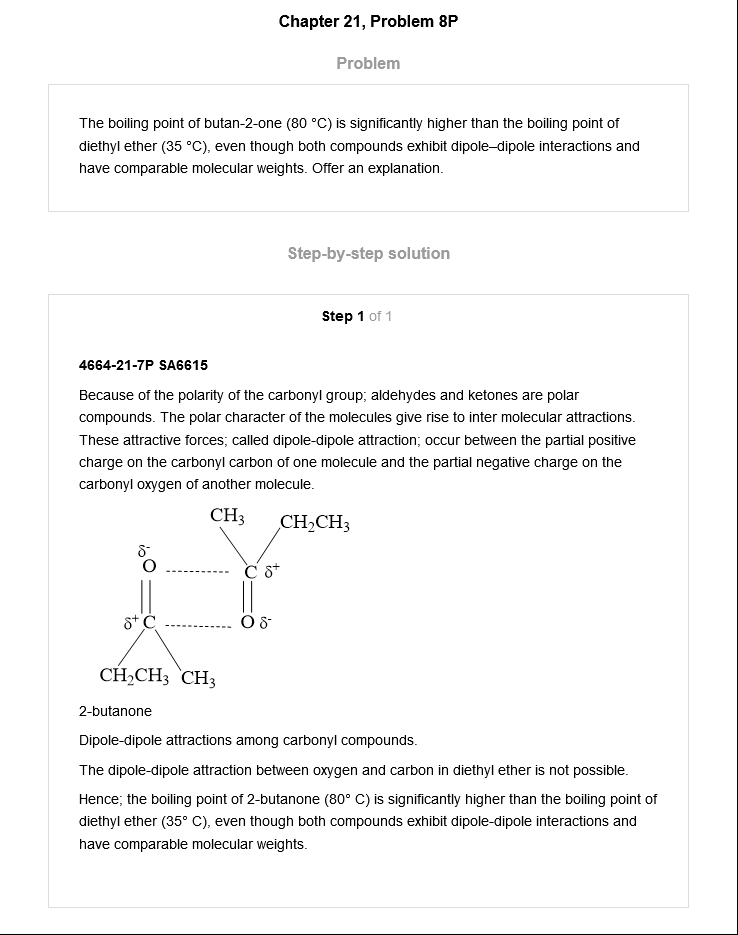 Chapter 21, Problem 8P
Problem
The boiling point of butan-2-one (80 °C) is significantly higher than the boiling point of
diethyl ether (35 °C), even though both compounds exhibit dipole–dipole interactions and
have comparable molecular weights. Offer an explanation.
Step-by-step solution
Step 1 of 1
4664-21-7P SA6615
Because of the polarity of the carbonyl group; aldehydes and ketones are polar
compounds. The polar character of the molecules give rise to inter molecular attractions.
These attractive forces; called dipole-dipole attraction; occur between the partial positive
charge on the carbonyl carbon of one molecule and the partial negative charge on the
carbonyl oxygen of another molecule.
CH₃ CH₂CH₃
δ⁻
O C δ⁺
δ⁺ C O δ⁻
CH₂CH₃ CH₃
2-butanone
Dipole-dipole attractions among carbonyl compounds.
The dipole-dipole attraction between oxygen and carbon in diethyl ether is not possible.
Hence; the boiling point of 2-butanone (80° C) is significantly higher than the boiling point of
diethyl ether (35° C), even though both compounds exhibit dipole-dipole interactions and
have comparable molecular weights.